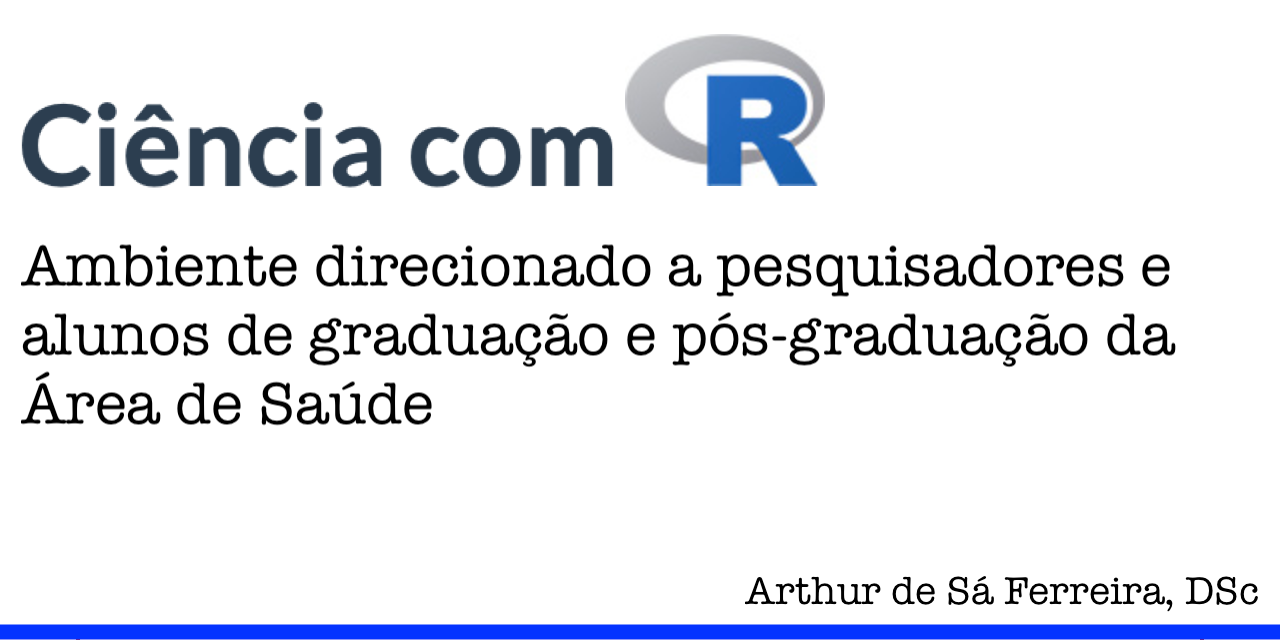 Ciência com R
Ambiente direcionado a pesquisadores e
alunos de graduação e pós-graduação da
Área de Saúde
Arthur de Sá Ferreira, DSc